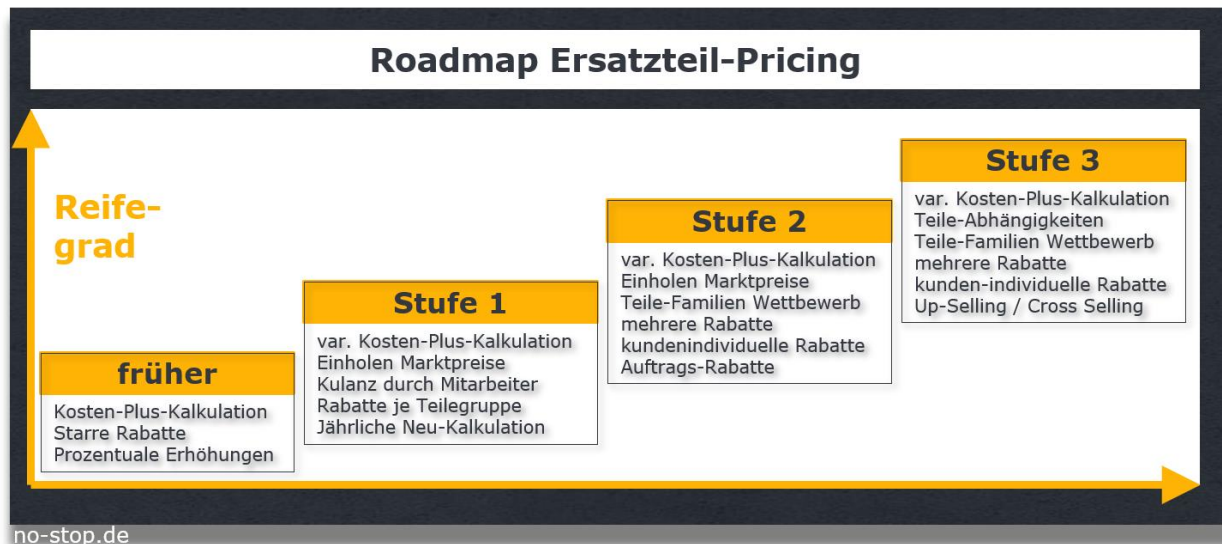 Roadmap Ersatzteil-Pricing
Reife-
grad
früher
Kosten-Plus-Kalkulation
Starre Rabatte
Prozentuale Erhöhungen
Stufe 1
var. Kosten-Plus-Kalkulation
Einholen Marktpreise
Kulanz durch Mitarbeiter
Rabatte je Teilegruppe
Jährliche Neu-Kalkulation
Stufe 2
var. Kosten-Plus-Kalkulation
Einholen Marktpreise
Teile-Familien Wettbewerb
mehrere Rabatte
kundenindividuelle Rabatte
Auftrags-Rabatte
Stufe 3
var. Kosten-Plus-Kalkulation
Teile-Abhängigkeiten
Teile-Familien Wettbewerb
mehrere Rabatte
kunden-individuelle Rabatte
Up-Selling / Cross Selling
no-stop.de